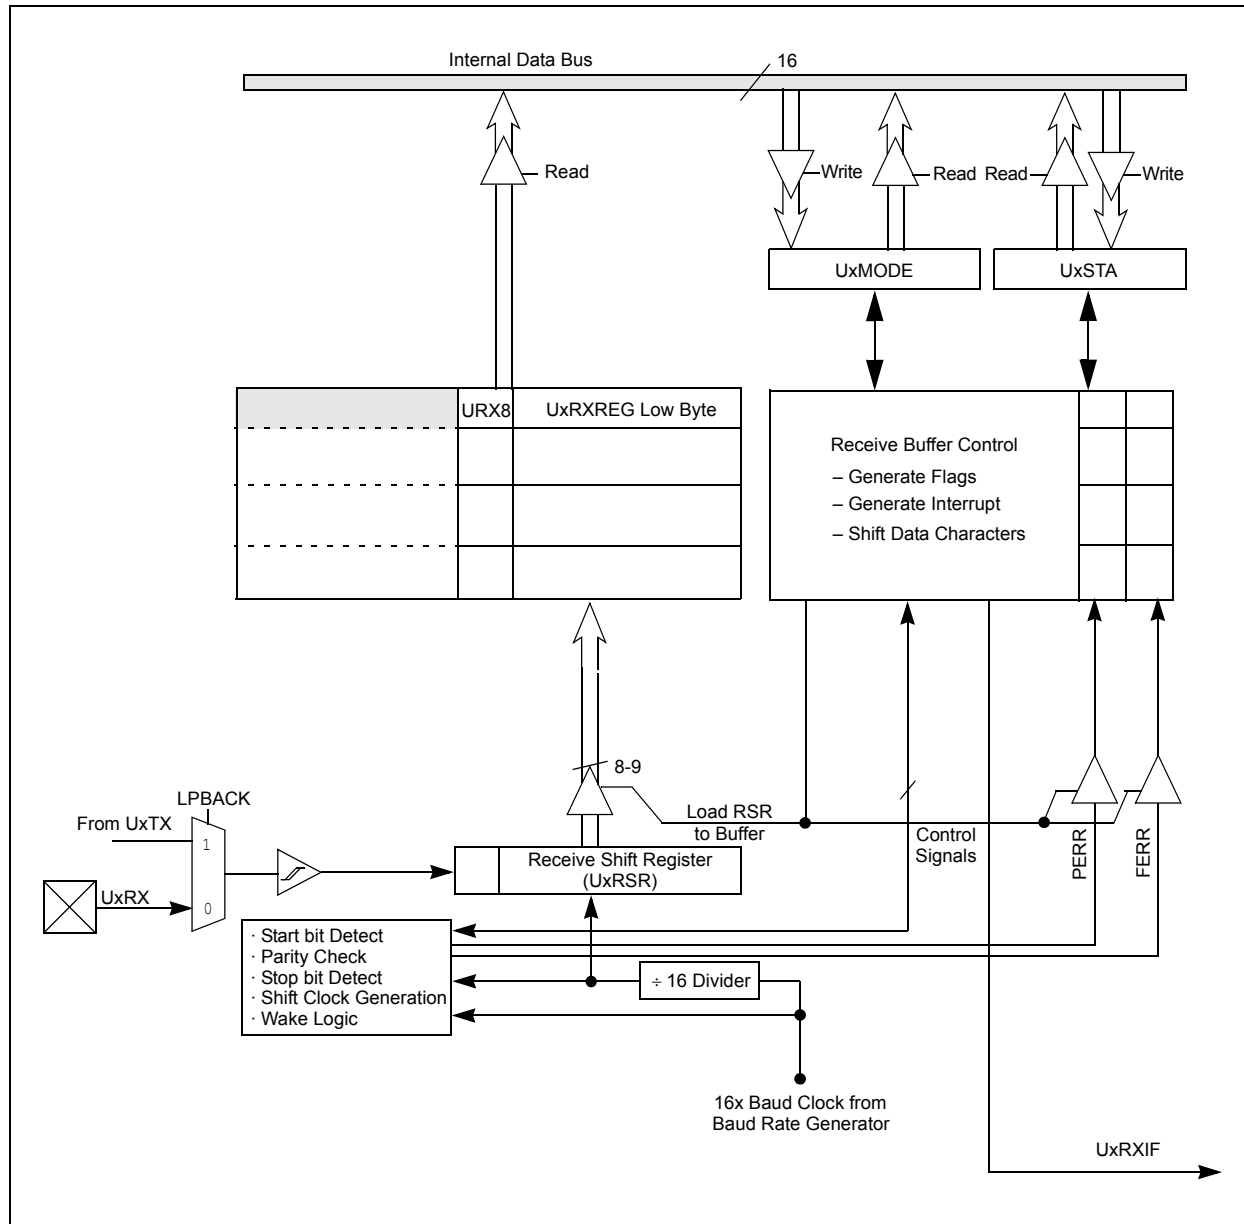 Internal Data Bus
16
Read
Write
Read
Read
Write
UxMODE
UxSTA
URX8
UxRXREG Low Byte
Receive Buffer Control
– Generate Flags
– Generate Interrupt
– Shift Data Characters
8-9
LPBACK
From UxTX
1
Load RSR
to Buffer
Control
Signals
PERR
FERR
Receive Shift Register
(UxRSR)
UxRX
0
· Start bit Detect
· Parity Check
· Stop bit Detect
· Shift Clock Generation
· Wake Logic
÷ 16 Divider
16x Baud Clock from
Baud Rate Generator
UxRXIF